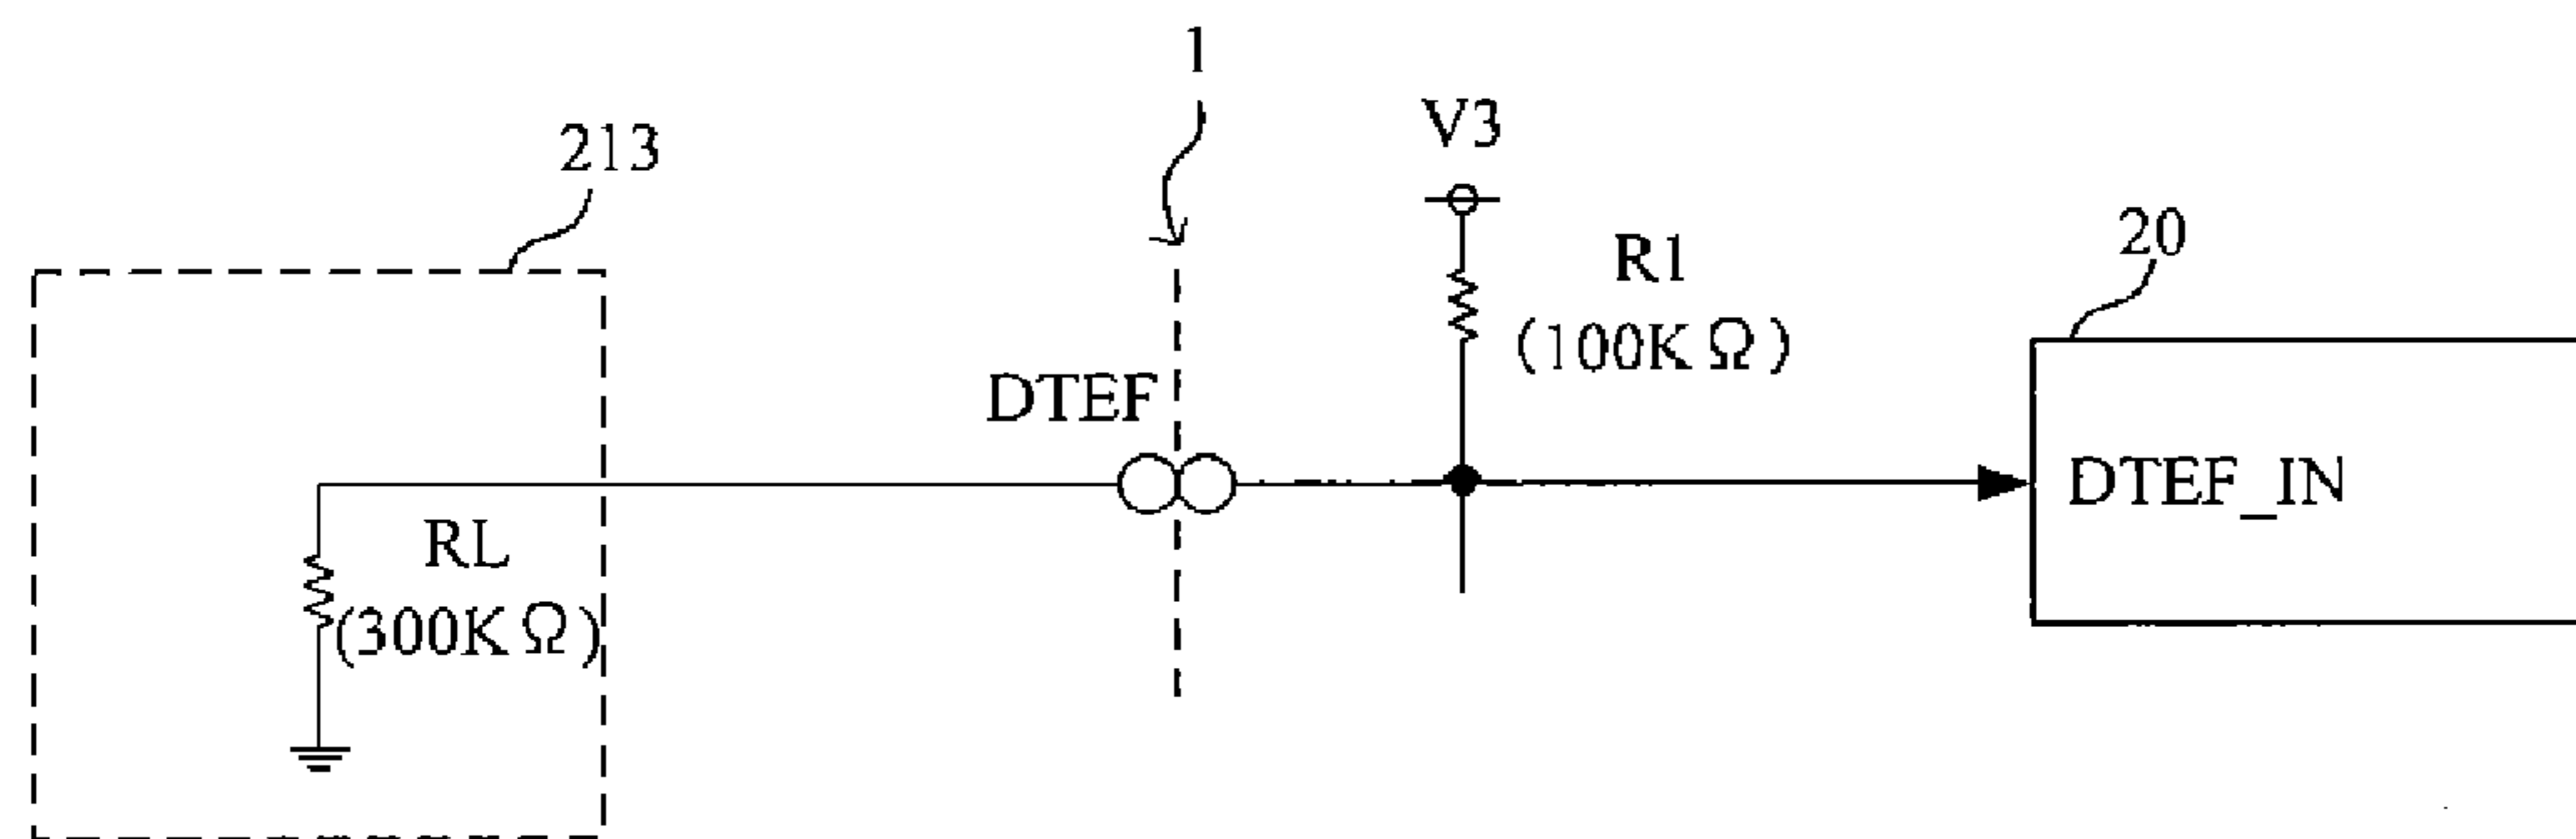 1
V3
213
20
R1
(100KΩ)
DTEF
DTEF_IN
RL
(300KΩ)